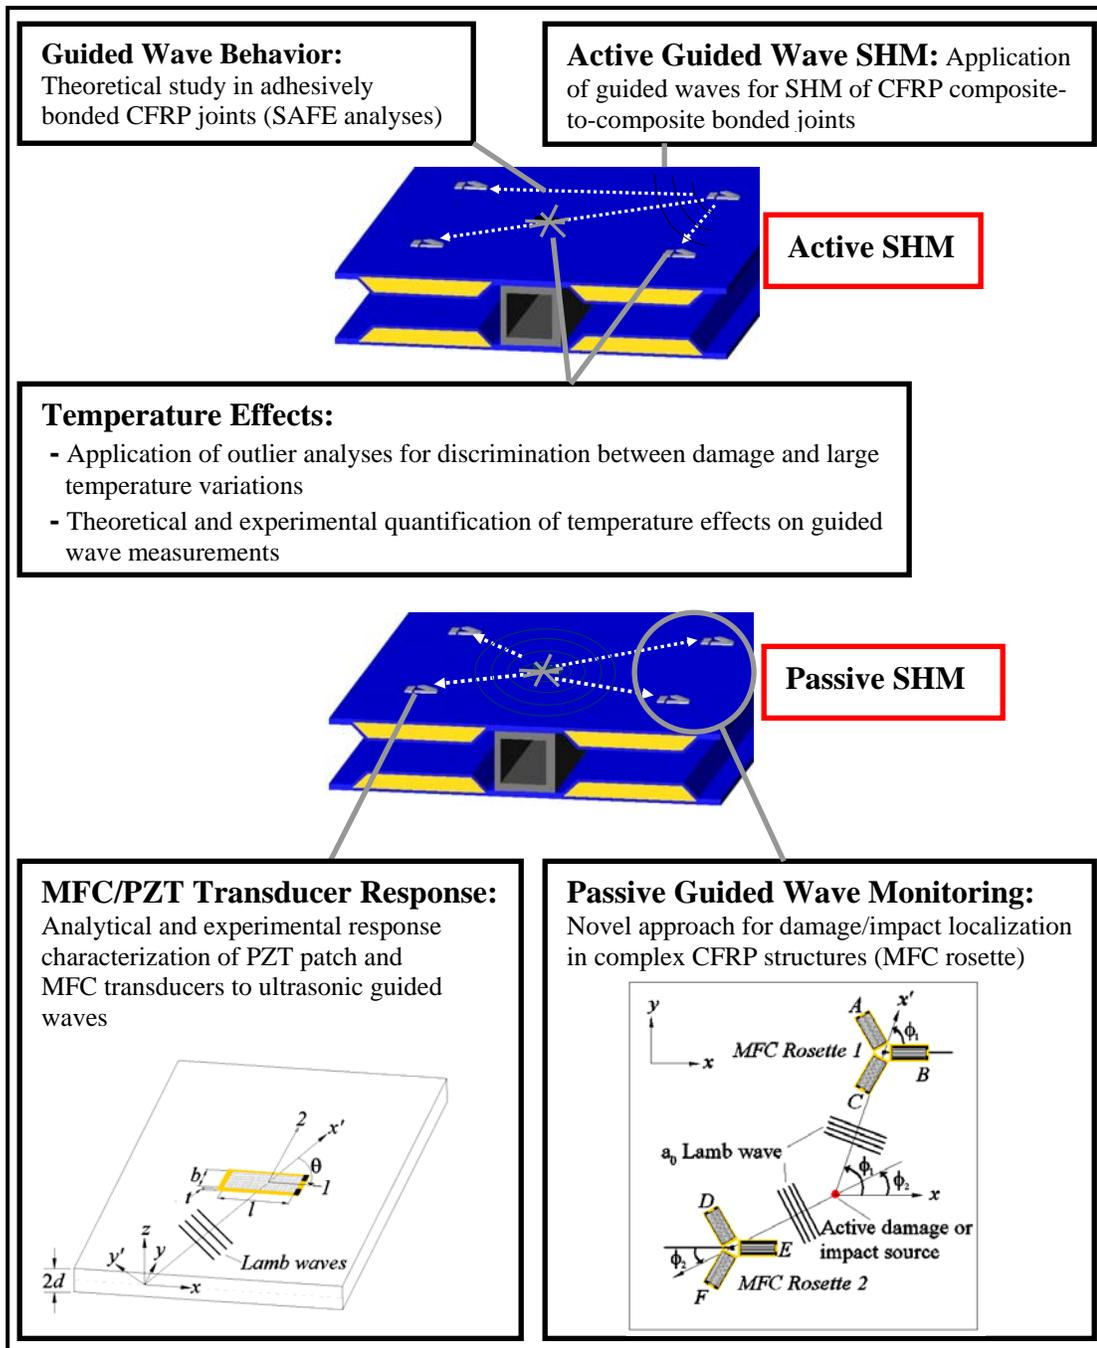 Guided Wave Behavior:
Theoretical study in adhesively
bonded CFRP joints (SAFE analyses)
Active Guided Wave SHM: Application
of guided waves for SHM of CFRP composite-
to-composite bonded joints
Active SHM
Temperature Effects:
- Application of outlier analyses for discrimination between damage and large
temperature variations
- Theoretical and experimental quantification of temperature effects on guided
wave measurements
Passive SHM
MFC/PZT Transducer Response:
Analytical and experimental response
characterization of PZT patch and
MFC transducers to ultrasonic guided
waves
2
x'
θ
b
1
t
l
z
y'
y
Lamb waves
2d
x
Passive Guided Wave Monitoring:
Novel approach for damage/impact localization
in complex CFRP structures (MFC rosette)
y
x
A
x'
ϕ1
MFC Rosette 1
B
C
a0 Lamb wave
ϕ1
ϕ2
x
D
Active damage or
impact source
E
ϕ2
MFC Rosette 2
F